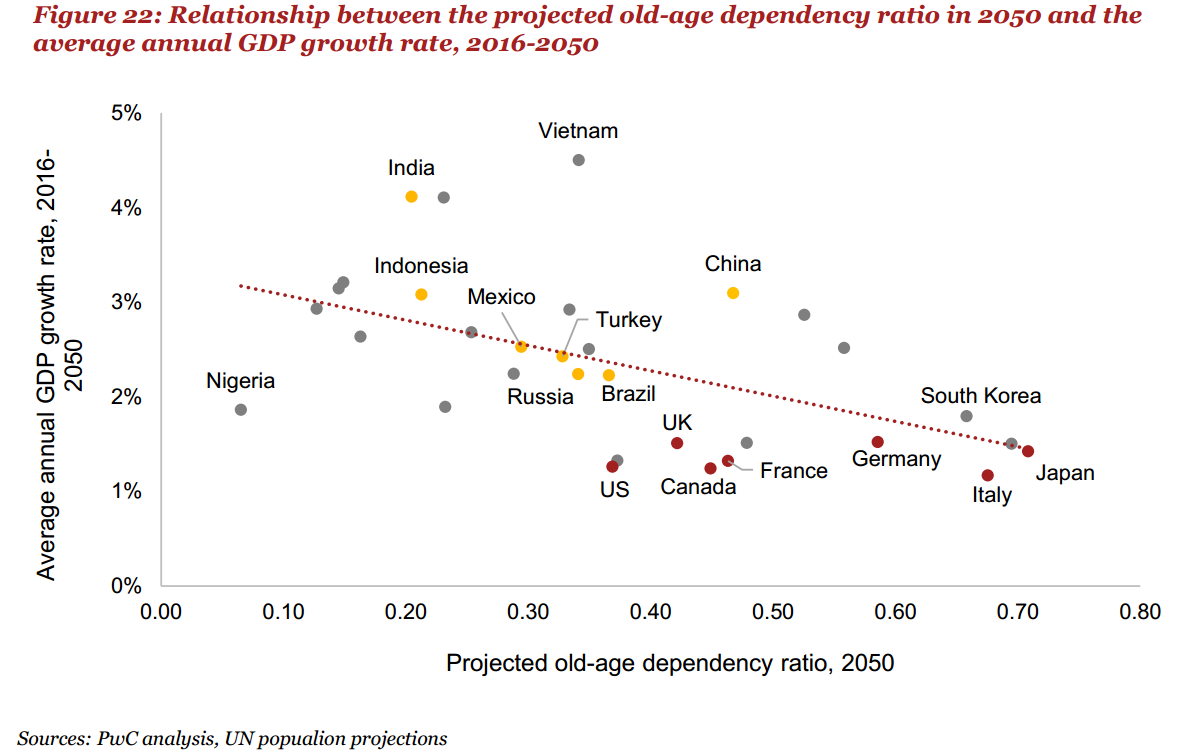 Figure 22: Relationship between the projected old-age dependency ratio in 2050 and the
average annual GDP growth rate, 2016-2050
5%
4%
3%
2%
1%
0%
Average annual GDP growth rate, 2016-
2050
Vietnam
India
Indonesia
China
Mexico
Turkey
Nigeria
Russia
Brazil
South Korea
UK
Germany
France
Japan
US
Canada
Italy
0.00
0.10
0.20
0.30
0.40
0.50
0.60
0.70
0.80
Projected old-age dependency ratio, 2050
Sources: PwC analysis, UN popualion projections